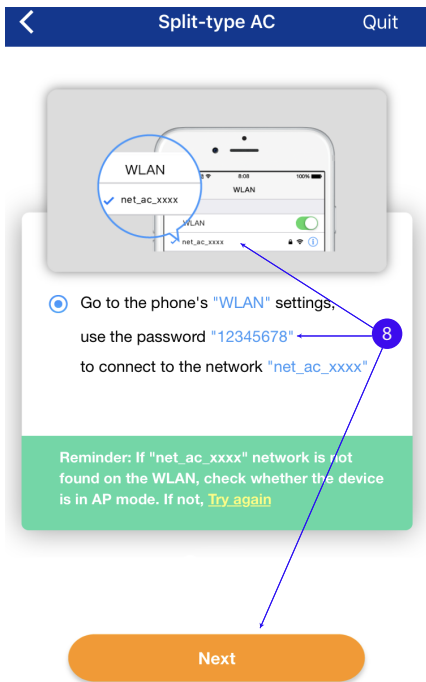 Split-type AC Quit
WLAN
net_ac_xxxx
8:08 100%
WLAN
WLAN
net_ac_xxxx
Go to the phone's "WLAN" settings,
use the password "12345678"
8
to connect to the network "net_ac_xxxx"
Reminder: If "net_ac_xxxx" network is not
found on the WLAN, check whether the device
is in AP mode. If not, Try again
Next